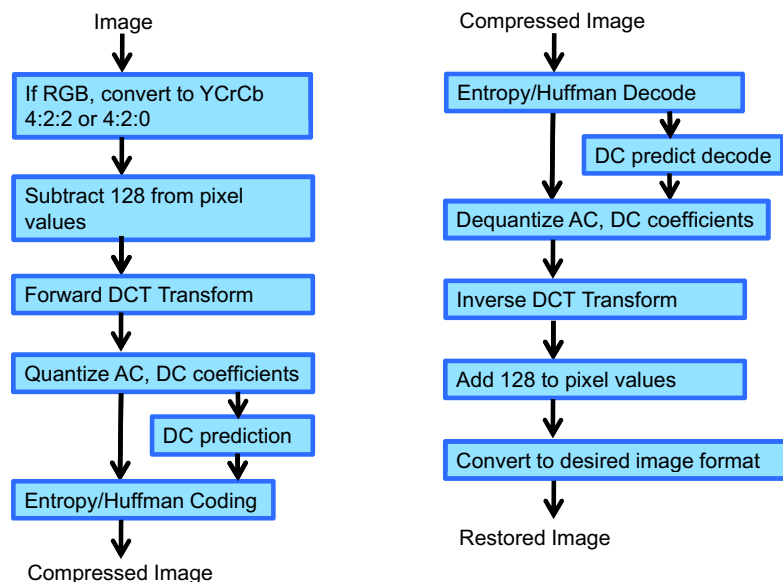 Image
If RGB, convert to YCrCb
4:2:2 or 4:2:0
Subtract 128 from pixel
values
Forward DCT Transform
Quantize AC, DC coefficients
DC prediction
Entropy/Huffman Coding
Compressed Image
Compressed Image
Entropy/Huffman Decode
DC predict decode
Dequantize AC, DC coefficients
Inverse DCT Transform
Add 128 to pixel values
Convert to desired image format
Restored Image